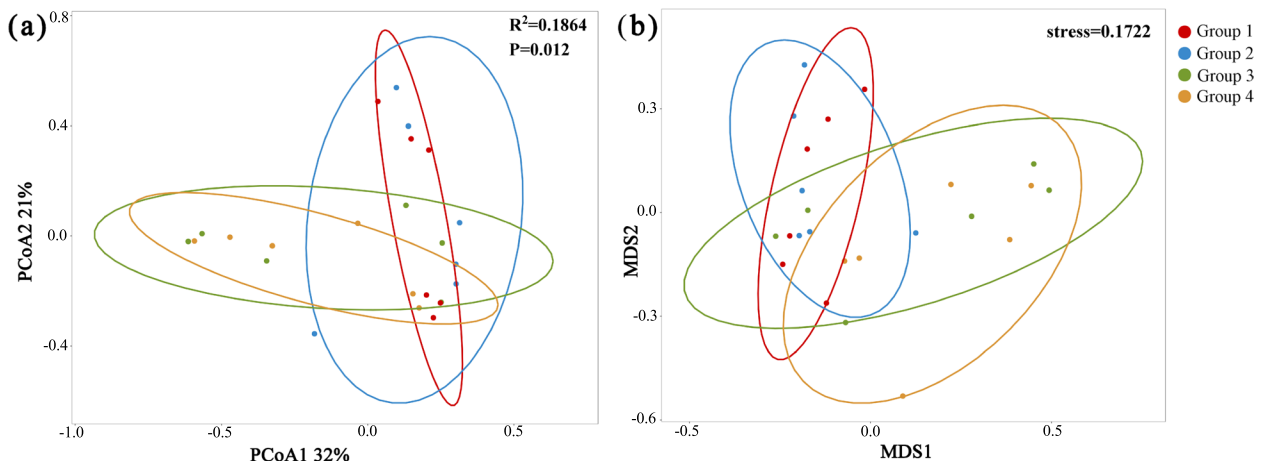 (a)
R²=0.1864
P=0.012
0.8
0.4
0.0
-0.4
PCoA2 21%
-1.0
-0.5
0.0
0.5
PCoA1 32%
(b)
stress=0.1722
0.3
0.0
-0.3
-0.6
MDS2
-0.5
0.0
0.5
MDS1
Group 1
Group 2
Group 3
Group 4